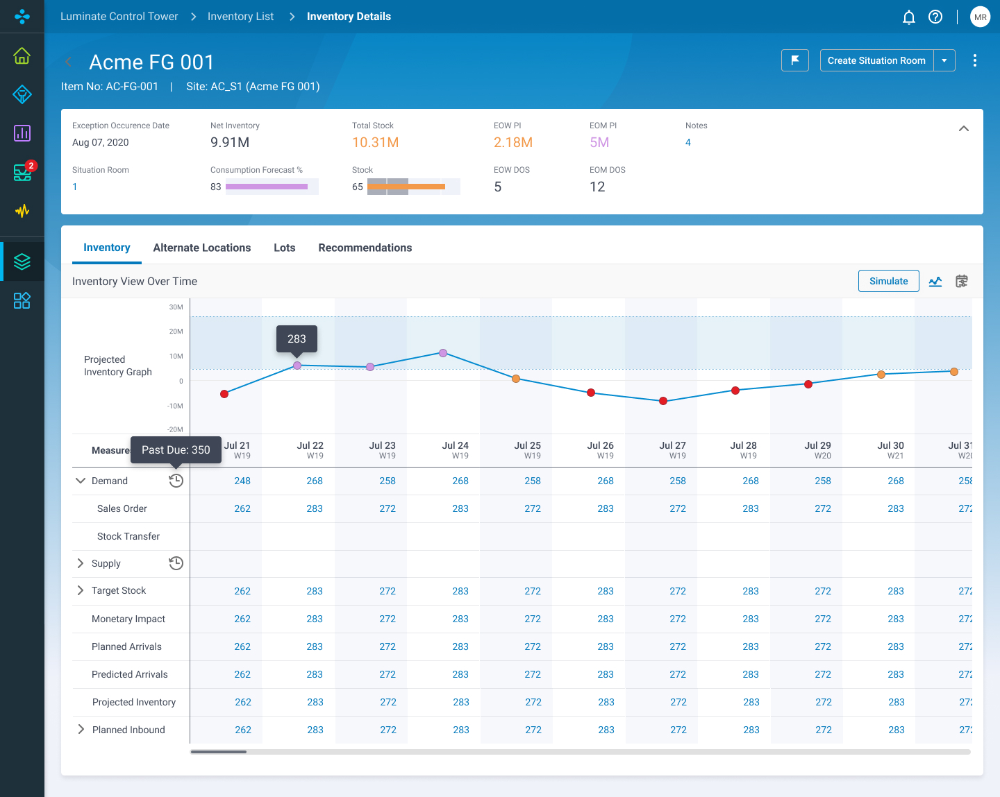 Luminate Control Tower > Inventory List > Inventory Details
MR
Acme FG 001
Create Situation Room
Item No: AC-FG-001 | Site: AC_S1 (Acme FG 001)
Exception Occurence Date Net Inventory Total Stock EOW PI EOM PI Notes
Aug 07, 2020 9.91M 10.31M 2.18M 5M 4
Situation Room Consumption Forecast % Stock EOW DOS EOM DOS
1 83 65 5 12
2
Inventory Alternate Locations Lots Recommendations
Inventory View Over Time Simulate
30M
20M
283
10M
Projected
Inventory Graph
0
-10M
-20M
Past Due: 350
Measures Jul 21 Jul 22 Jul 23 Jul 24 Jul 25 Jul 26 Jul 27 Jul 28 Jul 29 Jul 30 Jul 31
W19 W19 W19 W19 W19 W19 W19 W19 W20 W21 W20
Demand 248 268 258 268 258 268 258 268 258 268 258
Sales Order 262 283 272 283 272 283 272 283 272 283 272
Stock Transfer
Supply
Target Stock 262 283 272 283 272 283 272 283 272 283 272
Monetary Impact 262 283 272 283 272 283 272 283 272 283 272
Planned Arrivals 262 283 272 283 272 283 272 283 272 283 272
Predicted Arrivals 262 283 272 283 272 283 272 283 272 283 272
Projected Inventory 262 283 272 283 272 283 272 283 272 283 272
Planned Inbound 262 283 272 283 272 283 272 283 272 283 272